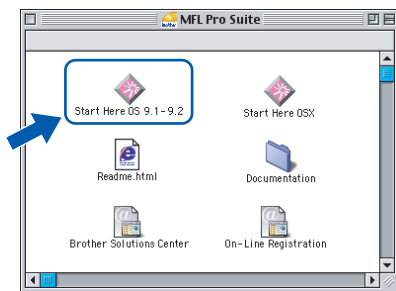 MFL Pro Suite
Start Here OS 9.1-9.2
Start Here OSX
Readme.html
Documentation
Brother Solutions Center
On-Line Registration